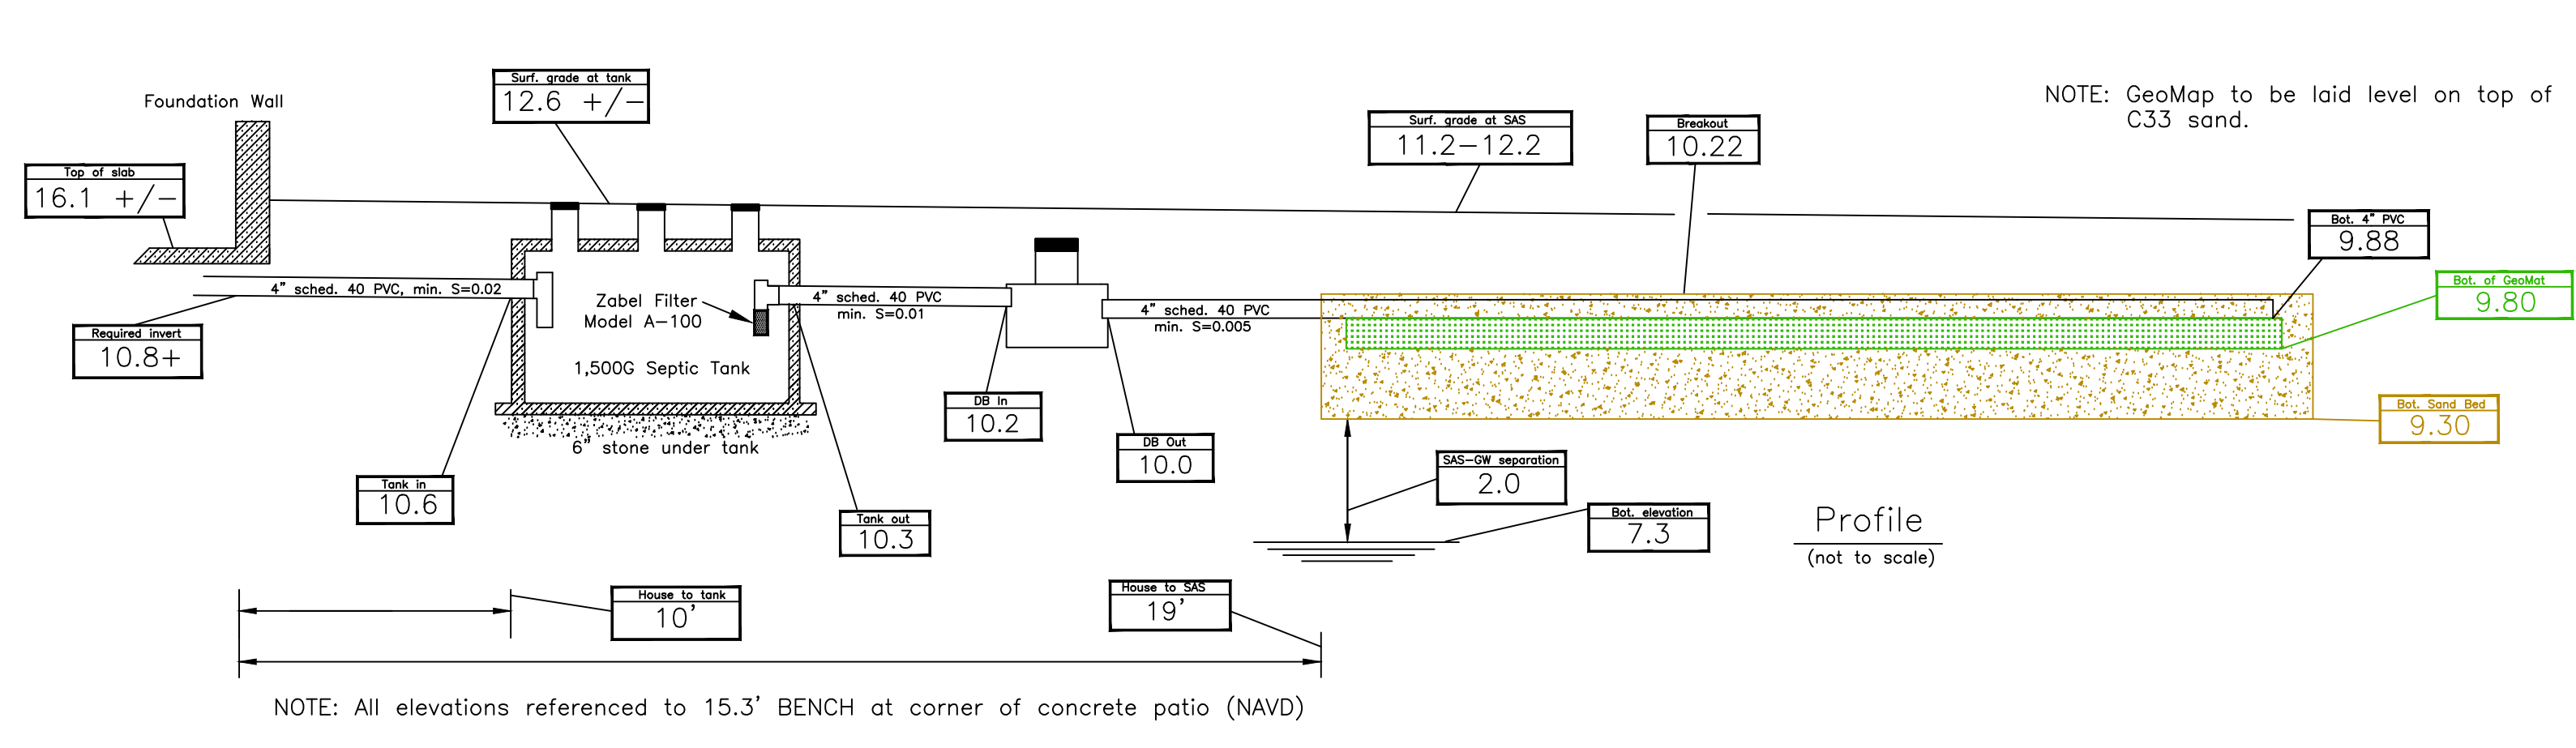 Foundation Wall
Top of slab
16.1 +/-
Surf. grade at tank
12.6 +/-
Surf. grade at SAS
11.2-12.2
Breakout
10.22
NOTE: GeoMap to be laid level on top of
C33 sand.
Bot. 4" PVC
9.88
Bot. of GeoMat
9.80
Bot. Sand Bed
9.30
4" sched. 40 PVC, min. S=0.02
Required invert
10.8+
Zabel Filter
Model A-100
1,500G Septic Tank
6" stone under tank
4" sched. 40 PVC
min. S=0.01
4" sched. 40 PVC
min. S=0.005
DB In
10.2
DB Out
10.0
Tank in
10.6
Tank out
10.3
SAS-GW separation
2.0
Bot. elevation
7.3
Profile
(not to scale)
House to tank
10'
House to SAS
19'
NOTE: All elevations referenced to 15.3' BENCH at corner of concrete patio (NAVD)